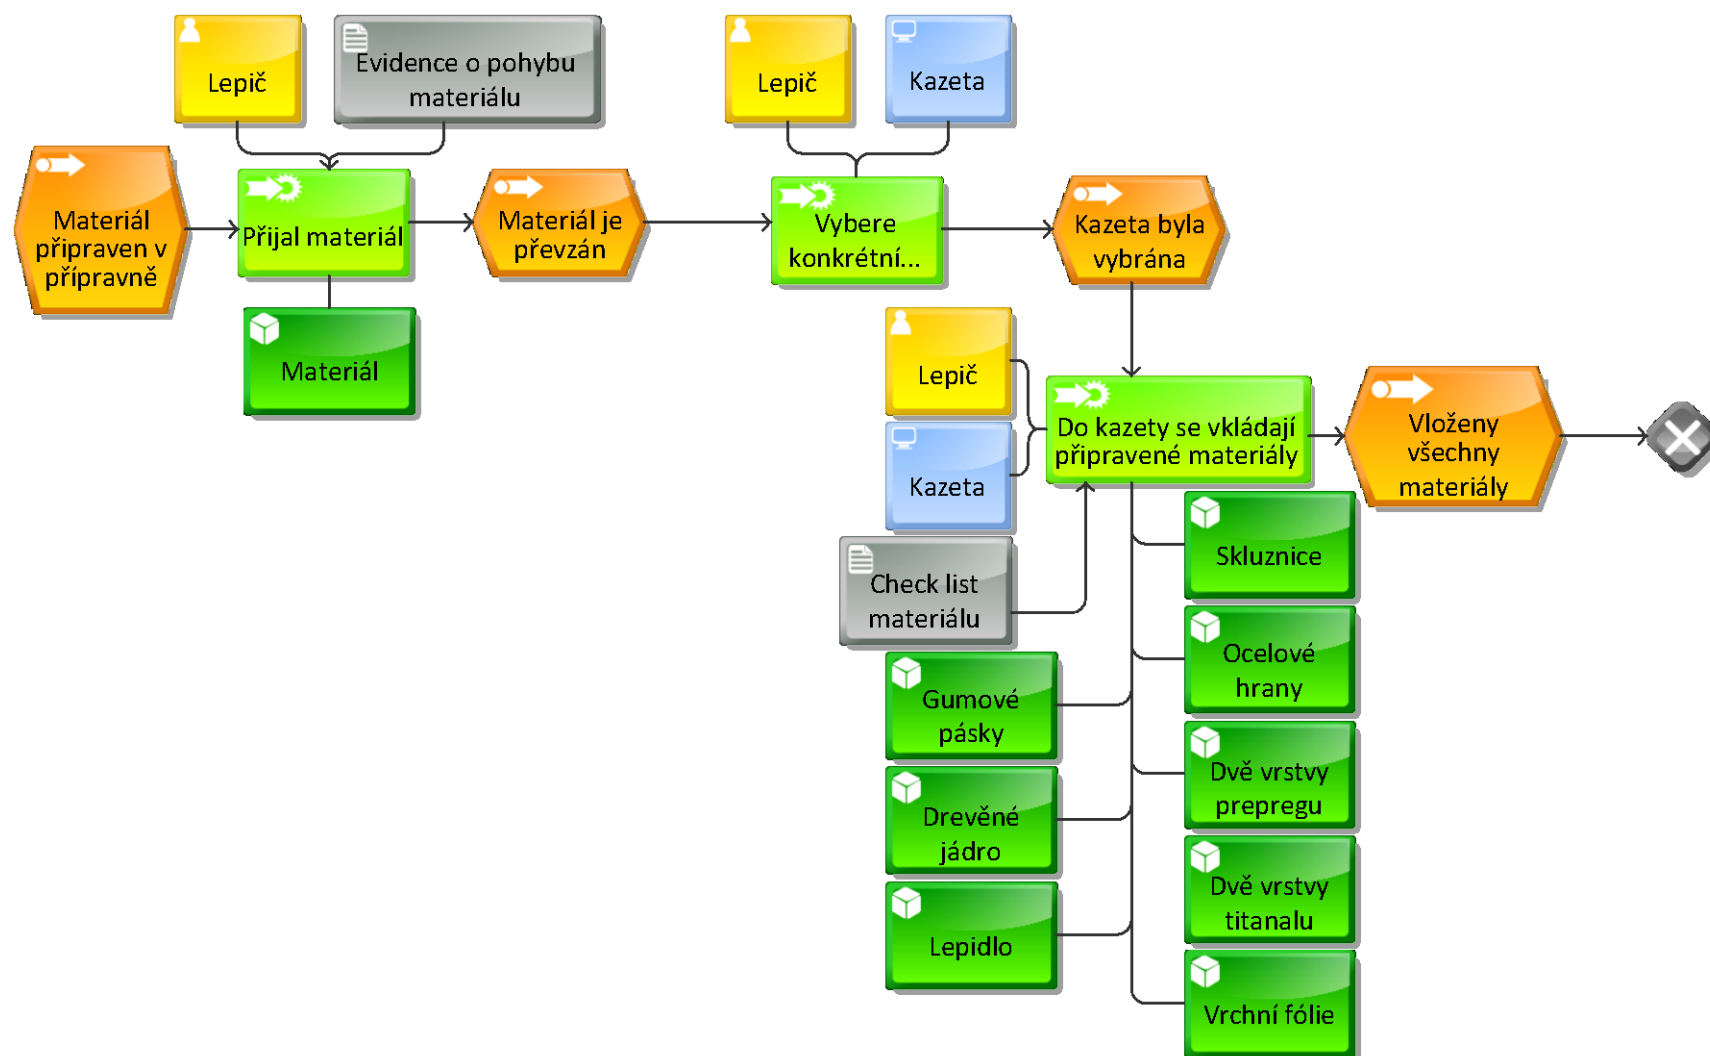 Lepič
Evidence o pohybu
materiálu
Lepič
Kazeta
Materiál
připraven v
přípravně
Přijal materiál
Materiál je
převzán
Vybere
konkrétní...
Kazeta byla
vybrána
Materiál
Lepič
Do kazety se vkládají
připravené materiály
Vloženy
všechny
materiály
Kazeta
Check list
materiálu
Skluznice
Ocelové
hrany
Gumové
pásky
Dvě vrstvy
prepregu
Drevěné
jádro
Dvě vrstvy
titanalu
Lepidlo
Vrchní fólie